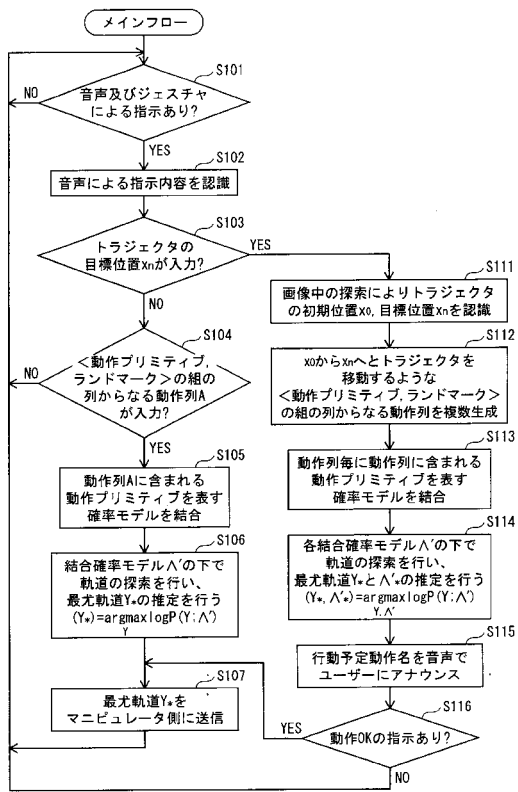 メインフロー
S101
音声及びジェスチャ
による指示あり?
NO
YES
S102
音声による指示内容を認識
S103
トラジェクタの
目標位置xnが入力?
YES
NO
S104
<動作プリミティブ,
ランドマーク>の組の
列からなる動作列A
が入力?
NO
YES
S105
動作列Aに含まれる
動作プリミティブを表す
確率モデルを結合
S106
結合確率モデルΛ′の下で
軌道の探索を行い、
最尤軌道Y*の推定を行う
(Y*)=argmaxlogP(Y;Λ′)
Y
S107
最尤軌道Y*を
マニピュレータ側に送信
S111
画像中の探索によりトラジェクタ
の初期位置x0,目標位置xnを認識
S112
x0からxnへとトラジェクタを
移動するような
<動作プリミティブ,ランドマーク>
の組の列からなる動作列を複数生成
S113
動作列毎に動作列に含まれる
動作プリミティブを表す
確率モデルを結合
S114
各結合確率モデルΛ′の下で
軌道の探索を行い、
最尤軌道Y*とΛ′*の推定を行う
(Y*,Λ′*)=argmaxlogP(Y;Λ′)
Y,Λ′
S115
行動予定動作名を音声で
ユーザーにアナウンス
S116
動作OKの指示あり?
YES
NO